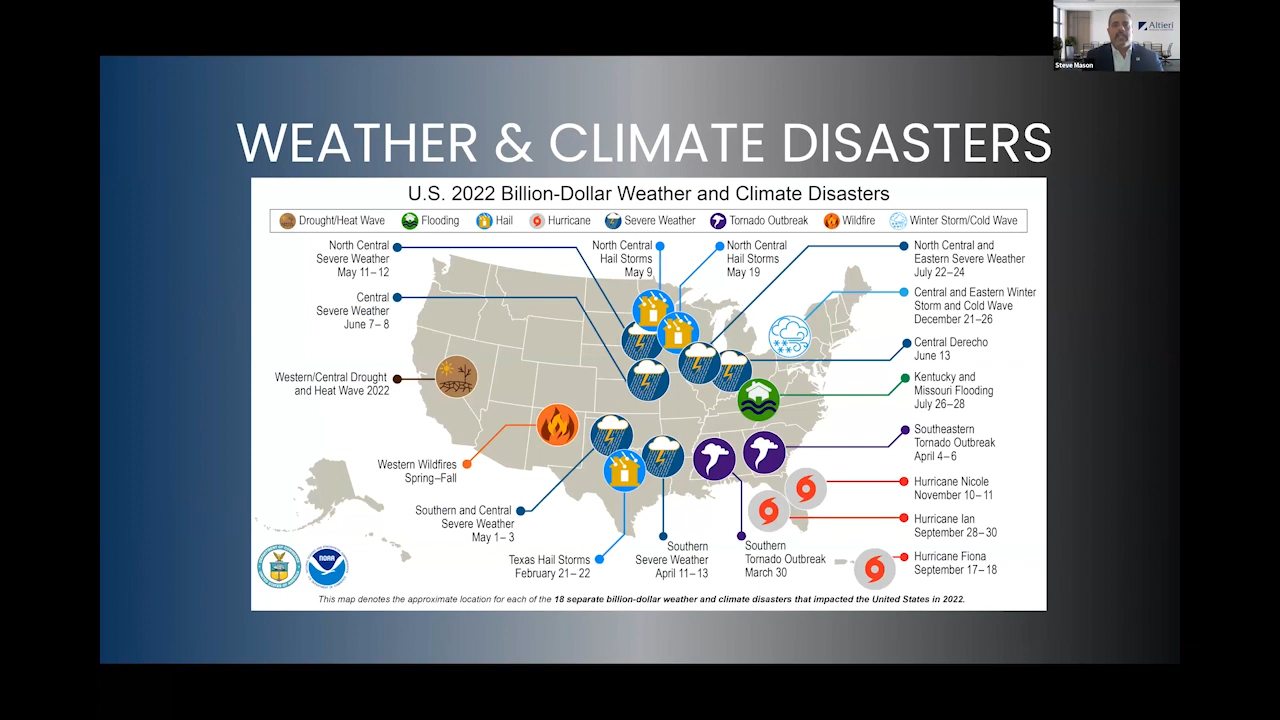 Altieri
Steve Mason
WEATHER & CLIMATE DISASTERS
U.S. 2022 Billion-Dollar Weather and Climate Disasters
Drought/Heat Wave
Flooding
Hail
Hurricane
Severe Weather
Tornado Outbreak
Wildfire
Winter Storm/Cold Wave
North Central
Severe Weather
May 11–12
North Central
Hail Storms
May 9
North Central
Hail Storms
May 19
North Central and
Eastern Severe Weather
July 22–24
Central
Severe Weather
June 7–8
Central and Eastern Winter
Storm and Cold Wave
December 21–26
Central Derecho
June 13
Western/Central Drought
and Heat Wave 2022
Kentucky and
Missouri Flooding
July 26–28
Southeastern
Tornado Outbreak
April 4–6
Western Wildfires
Spring–Fall
Hurricane Nicole
November 10–11
Southern and Central
Severe Weather
May 1–3
Hurricane Ian
September 28–30
Texas Hail Storms
February 21–22
Southern
Severe Weather
April 11–13
Southern
Tornado Outbreak
March 30
Hurricane Fiona
September 17–18
NOAA
This map denotes the approximate location for each of the 18 separate billion-dollar weather and climate disasters that impacted the United States in 2022.